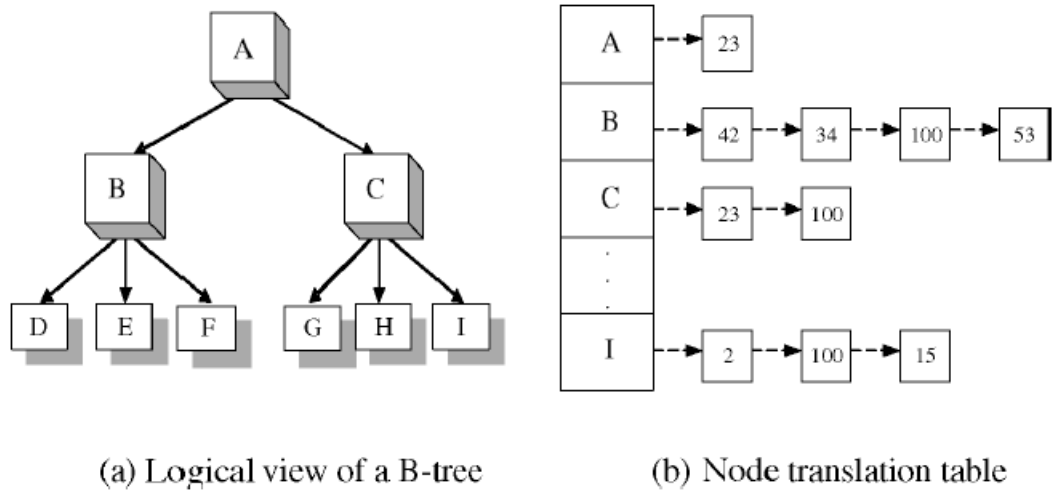 A
B C
D E F G H I
(a) Logical view of a B-tree
A 23
B 42 34 100 53
C 23 100
.
.
.
I 2 100 15
(b) Node translation table